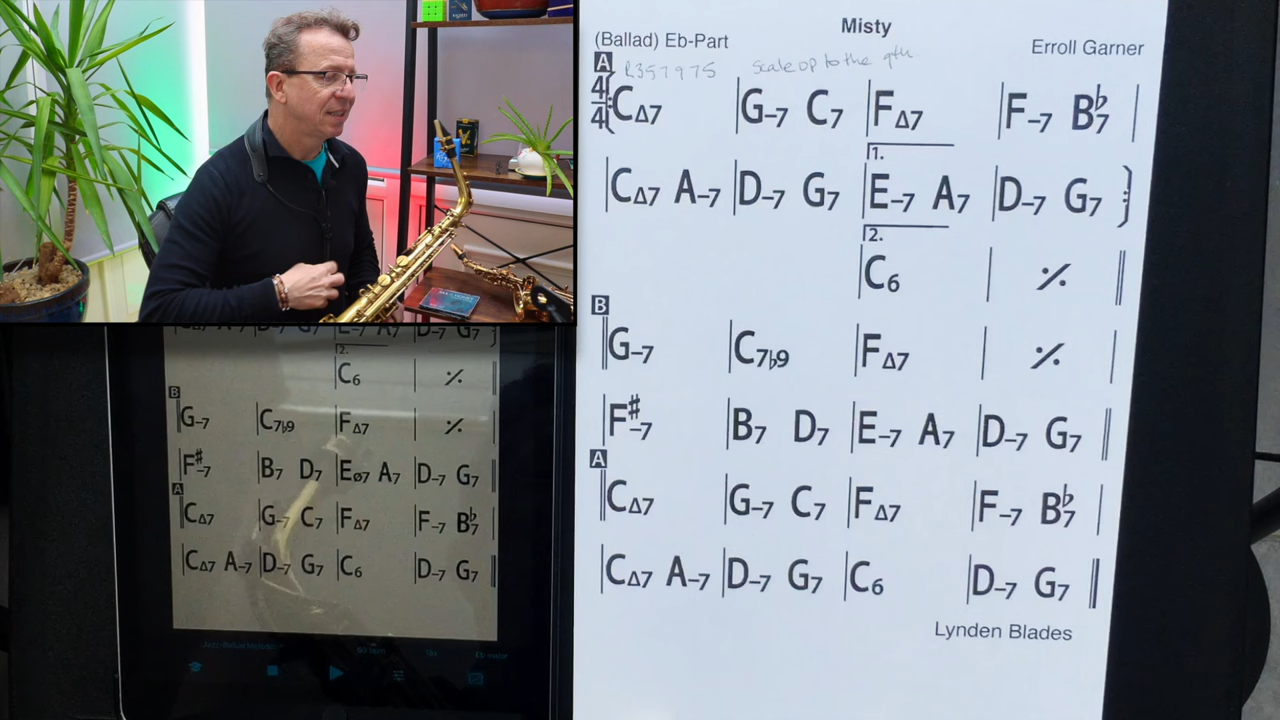 Misty
(Ballad) Eb-Part
Erroll Garner
A R357975 scale up to the 9th.
4/4 CΔ7 |G–7 C7 |FΔ7 |F–7 B♭7 |
|CΔ7 A–7 |D–7 G7 |1. E–7 A7 |D–7 G7
|2. C6 | ٪ ‖
B
G–7 |C7♭9 |FΔ7 | ٪ |
|F♯–7 |B7 D7 |E–7 A7 |D–7 G7 ‖
A
CΔ7 |G–7 C7 |FΔ7 |F–7 B♭7 |
|CΔ7 A–7 |D–7 G7 |C6 |D–7 G7 ‖
Lynden Blades
2.
|C6 | ٪ ‖
B
G–7 |C7♭9 |FΔ7 | ٪
|F♯–7 |B7 D7 |Eø7 A7 |D–7 G7
A
CΔ7 |G–7 C7 |FΔ7 |F–7 B♭7
|CΔ7 A–7 |D–7 G7 |C6 |D–7 G7